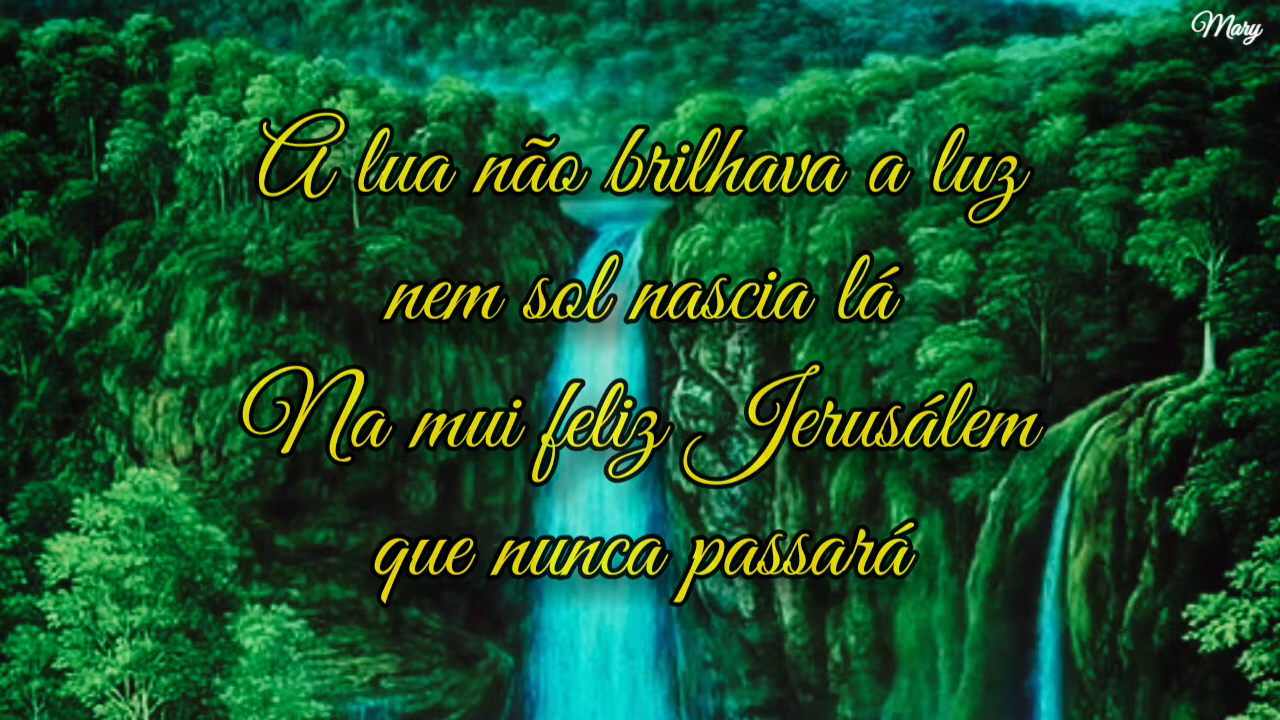 Mary
A lua não brilhava a luz
nem sol nascia lá
Na mui feliz Jerusálem
que nunca passará